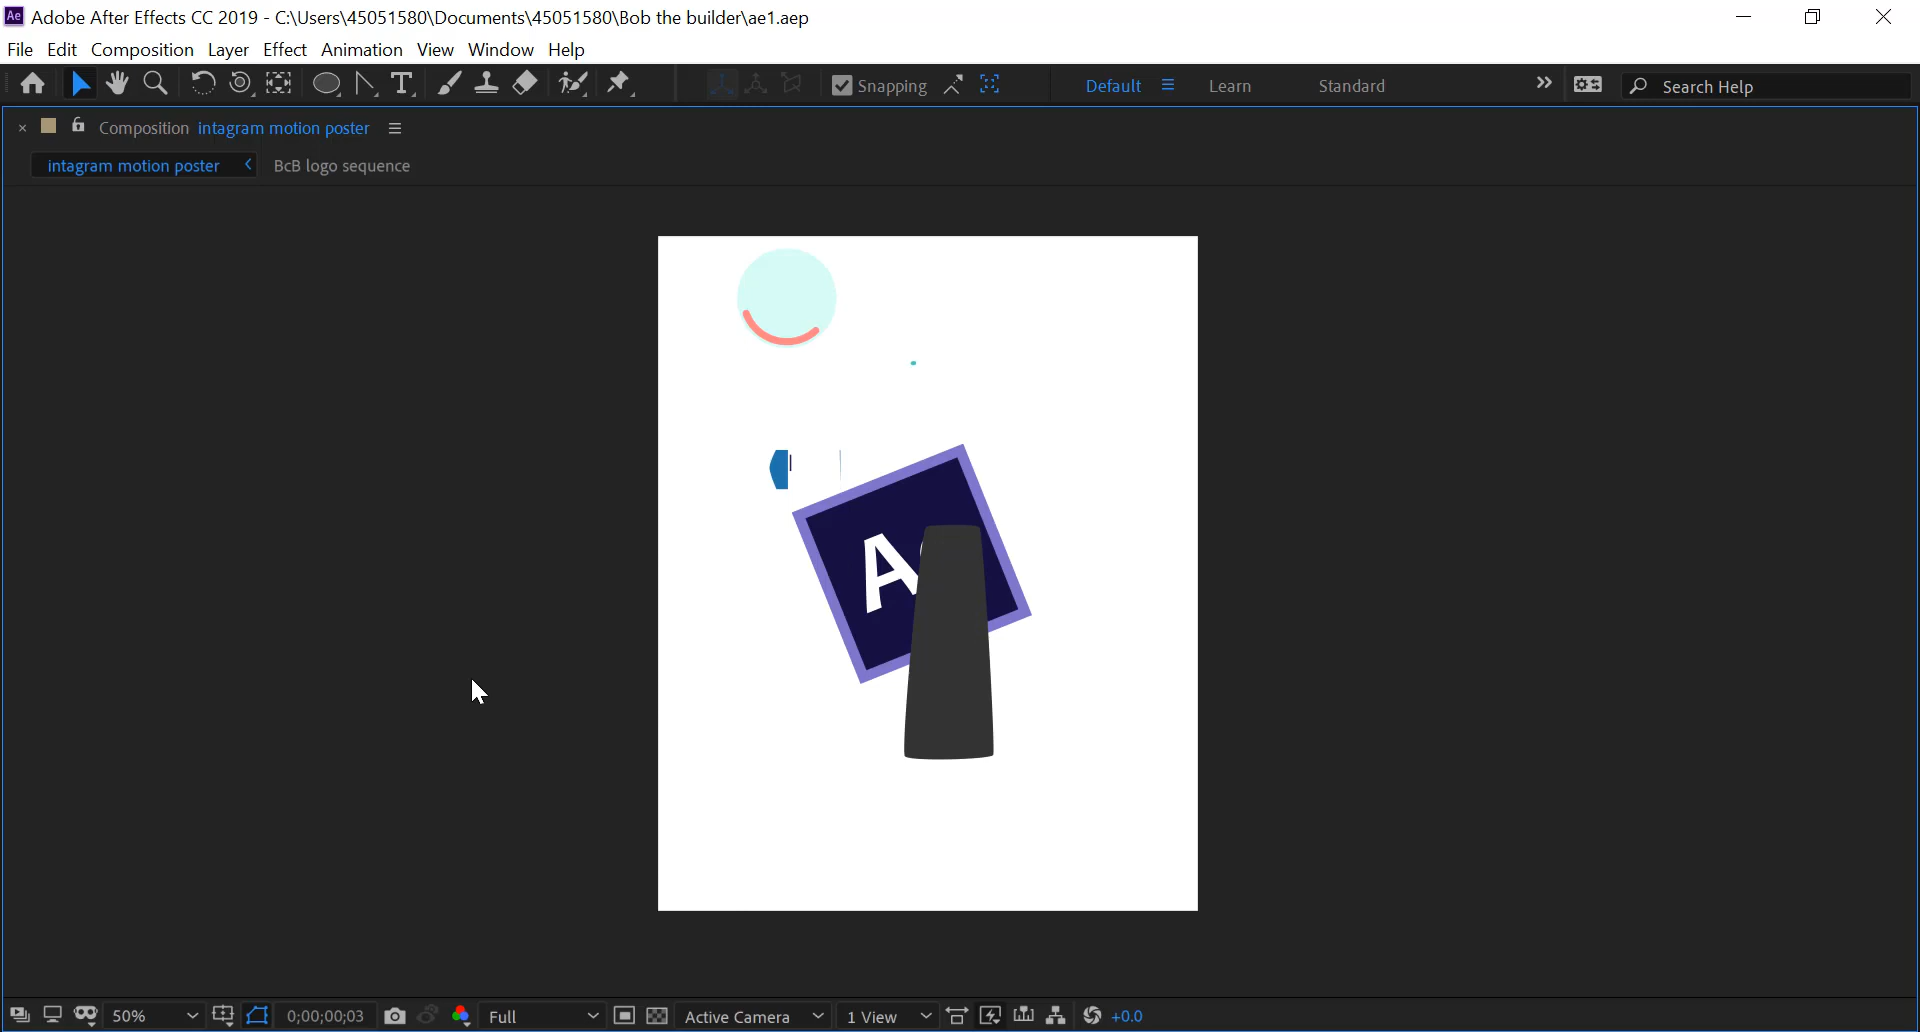 Ae Adobe After Effects CC 2019 - C:\Users\45051580\Documents\45051580\Bob the builder\ae1.aep
File Edit Composition Layer Effect Animation View Window Help
T Snapping Default Learn Standard Search Help
Composition intagram motion poster
intagram motion poster BcB logo sequence
A
50% 0;00;00;03 Full Active Camera 1 View +0.0